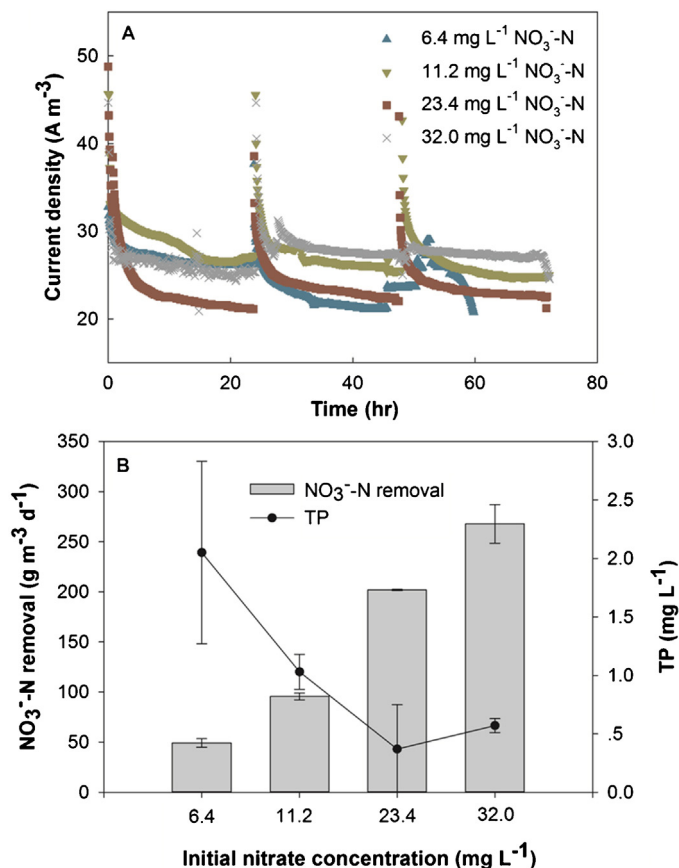 A
6.4 mg L⁻¹ NO₃⁻-N
11.2 mg L⁻¹ NO₃⁻-N
23.4 mg L⁻¹ NO₃⁻-N
32.0 mg L⁻¹ NO₃⁻-N
Current density (A m⁻³)
50
40
30
20
0 20 40 60 80
Time (hr)
B
NO₃⁻-N removal
TP
NO₃⁻-N removal (g m⁻³ d⁻¹)
350
300
250
200
150
100
50
0
3.0
2.5
2.0
1.5
1.0
.5
0.0
TP (mg L⁻¹)
6.4 11.2 23.4 32.0
Initial nitrate concentration (mg L⁻¹)